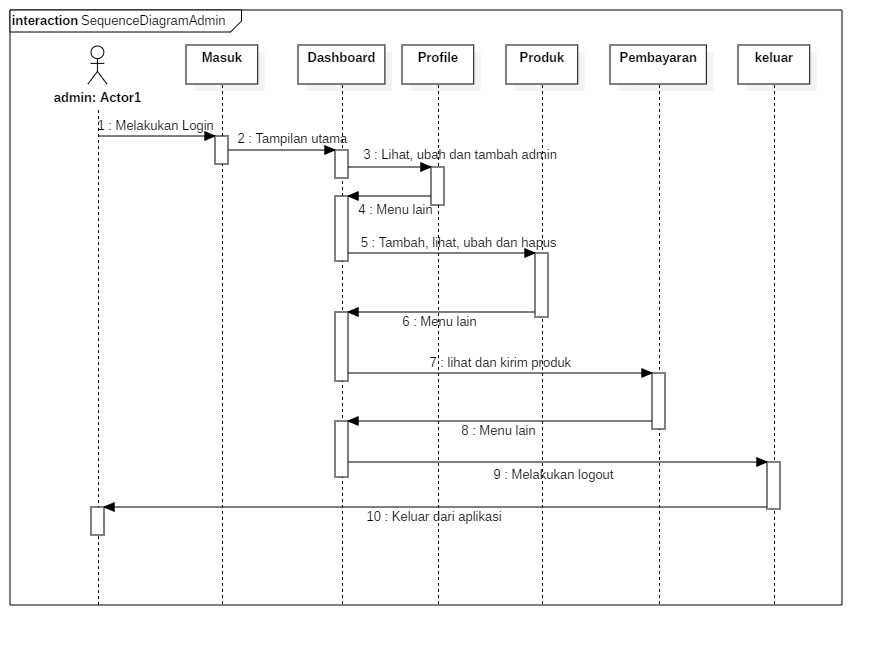 interaction SequenceDiagramAdmin
Masuk
Dashboard
Profile
Produk
Pembayaran
keluar
admin: Actor1
1 : Melakukan Login
2 : Tampilan utama
3 : Lihat, ubah dan tambah admin
4 : Menu lain
5 : Tambah, lihat, ubah dan hapus
6 : Menu lain
7 : lihat dan kirim produk
8 : Menu lain
9 : Melakukan logout
10 : Keluar dari aplikasi